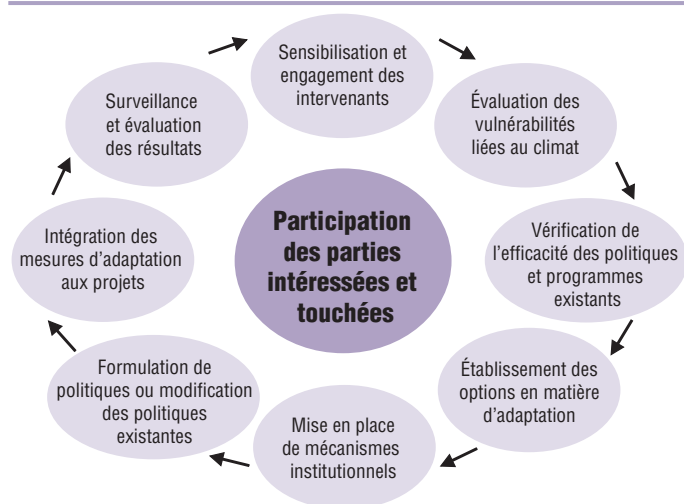 Sensibilisation et
engagement des
intervenants
Évaluation des
vulnérabilités
liées au climat
Vérification de
l'efficacité des politiques
et programmes
existants
Établissement des
options en matière
d'adaptation
Mise en place
de mécanismes
institutionnels
Formulation de
politiques ou modification
des politiques
existantes
Intégration des
mesures d'adaptation
aux projets
Surveillance
et évaluation
des résultats
Participation
des parties
intéressées et
touchées